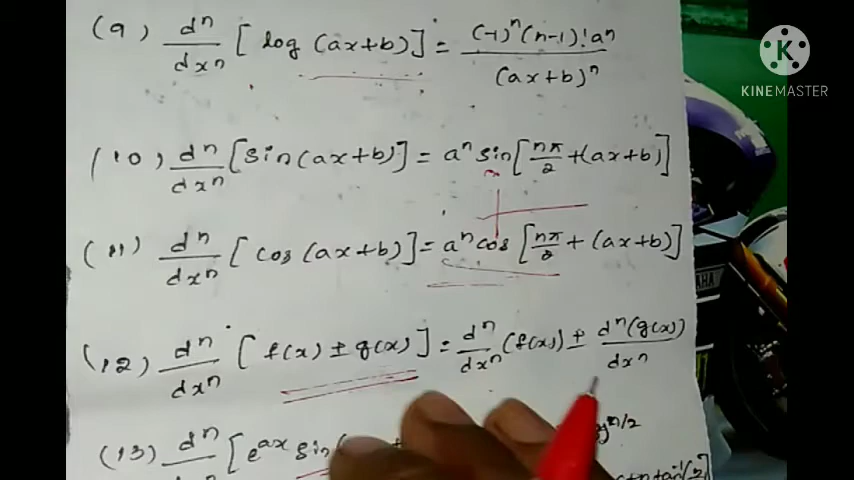 (9) dⁿ/dxⁿ [log (ax+b)] = (-1)ⁿ (n-1)! aⁿ / (ax+b)ⁿ
KINEMASTER
(10) dⁿ/dxⁿ [sin(ax+b)] = aⁿ sin[nπ/2 + (ax+b)]
(11) dⁿ/dxⁿ [cos (ax+b)] = aⁿ cos [nπ/2 + (ax+b)]
(12) dⁿ/dxⁿ [f(x) ± g(x)] = dⁿ/dxⁿ (f(x)) ± dⁿ(g(x))/dxⁿ
(13) dⁿ/dxⁿ [eᵃˣ sin